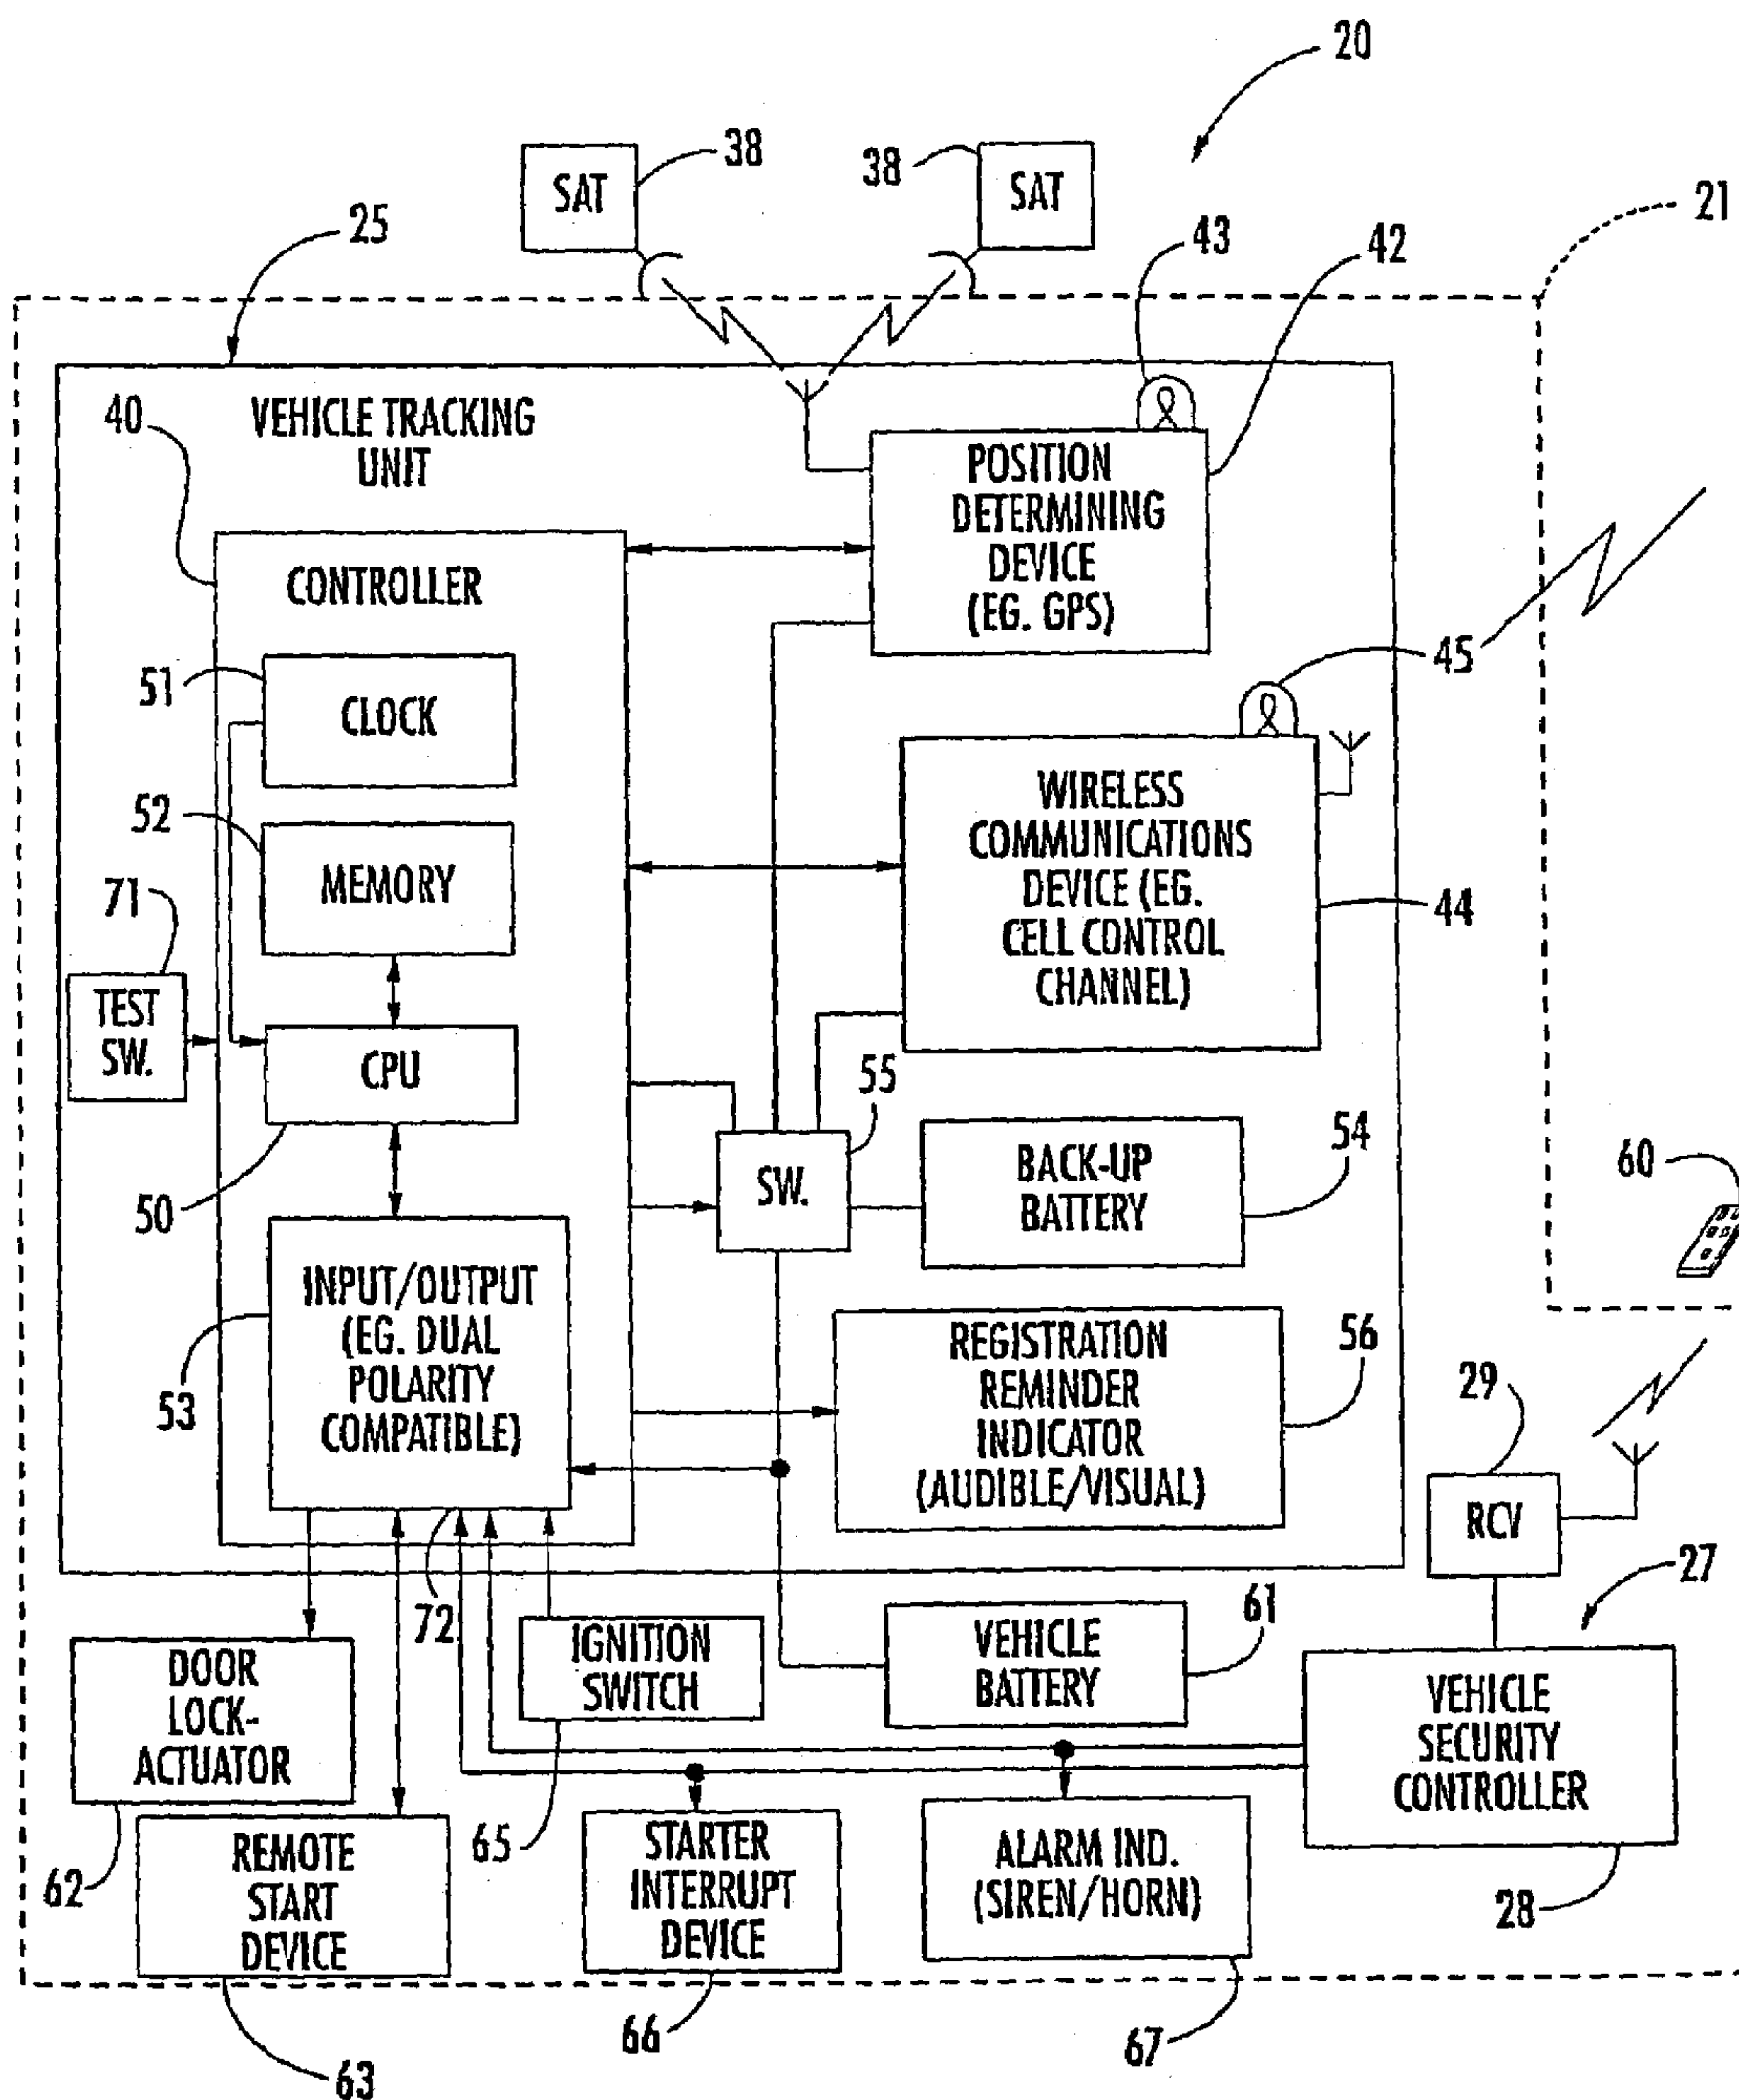 20
38
38
SAT
SAT
21
25
43
42
40
VEHICLE TRACKING
UNIT
POSITION
DETERMINING
DEVICE
(EG. GPS)
CONTROLLER
45
51
CLOCK
WIRELESS
COMMUNICATIONS
DEVICE (EG.
CELL CONTROL
CHANNEL)
52
MEMORY
71
44
TEST
SW.
CPU
55
54
60
50
SW.
BACK-UP
BATTERY
INPUT/OUTPUT
(EG. DUAL
POLARITY
COMPATIBLE)
53
REGISTRATION
REMINDER
INDICATOR
(AUDIBLE/VISUAL)
56
29
RCV
27
72
61
IGNITION
SWITCH
VEHICLE
BATTERY
DOOR
LOCK-
ACTUATOR
VEHICLE
SECURITY
CONTROLLER
62
65
REMOTE
START
DEVICE
STARTER
INTERRUPT
DEVICE
ALARM IND.
(SIREN/HORN)
28
66
67
63